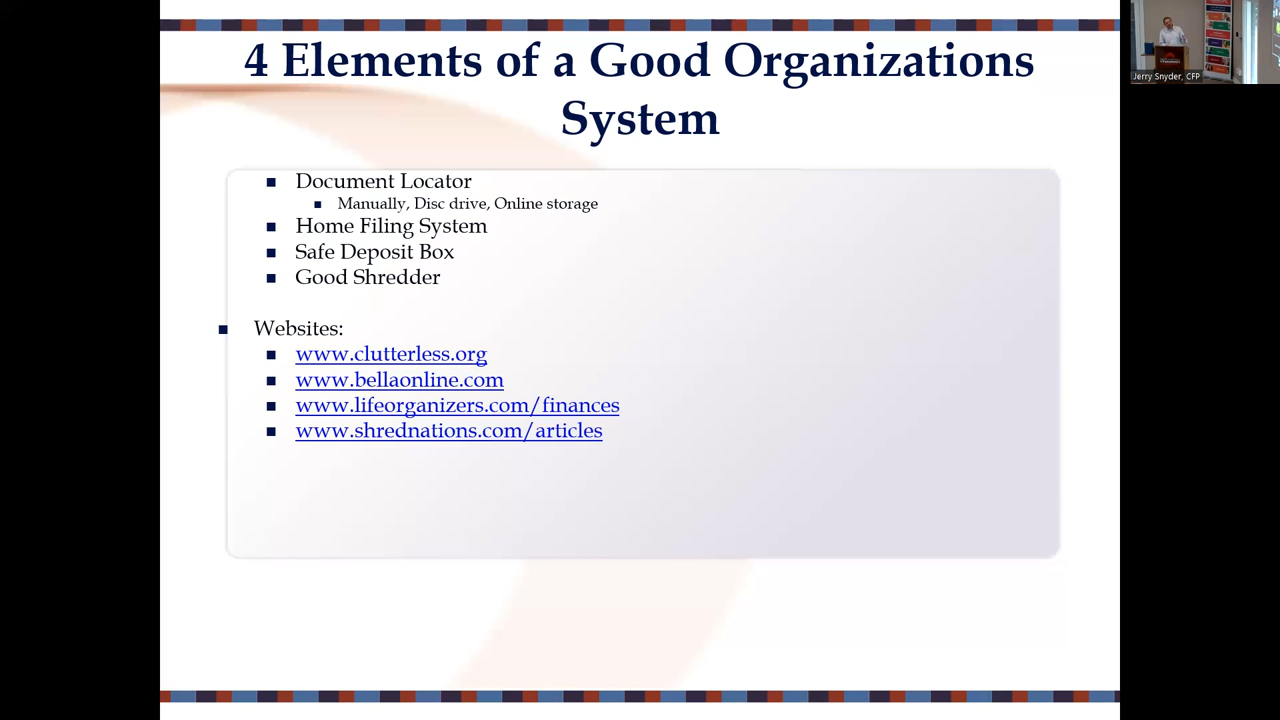 4 Elements of a Good Organizations
System
Document Locator
Manually, Disc drive, Online storage
Home Filing System
Safe Deposit Box
Good Shredder
Websites:
www.clutterless.org
www.bellaonline.com
www.lifeorganizers.com/finances
www.shrednations.com/articles
Jerry Snyder, CFP